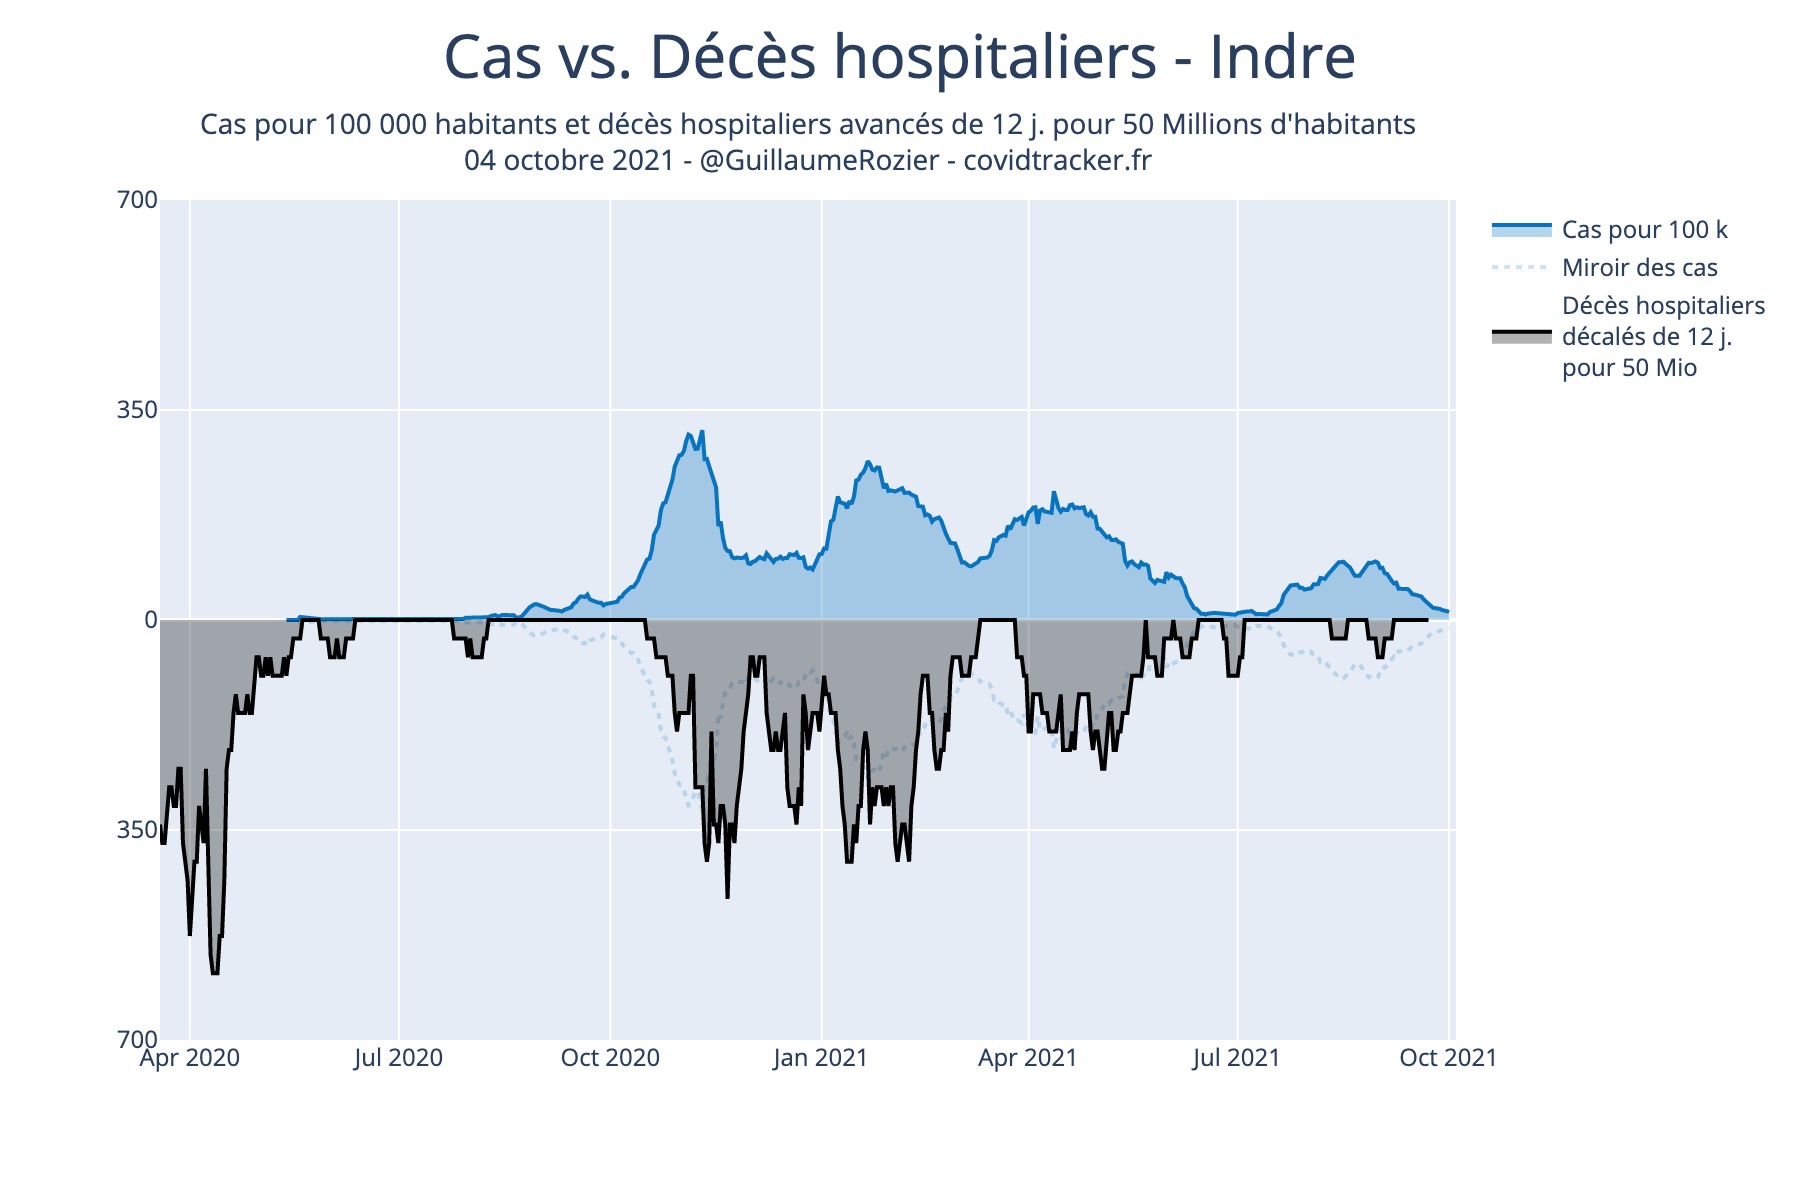 Cas vs. Décès hospitaliers - Indre
Cas pour 100 000 habitants et décès hospitaliers avancés de 12 j. pour 50 Millions d'habitants
04 octobre 2021 - @GuillaumeRozier - covidtracker.fr
700
350
0
350
700
Apr 2020
Jul 2020
Oct 2020
Jan 2021
Apr 2021
Jul 2021
Oct 2021
Cas pour 100 k
Miroir des cas
Décès hospitaliers
décalés de 12 j.
pour 50 Mio